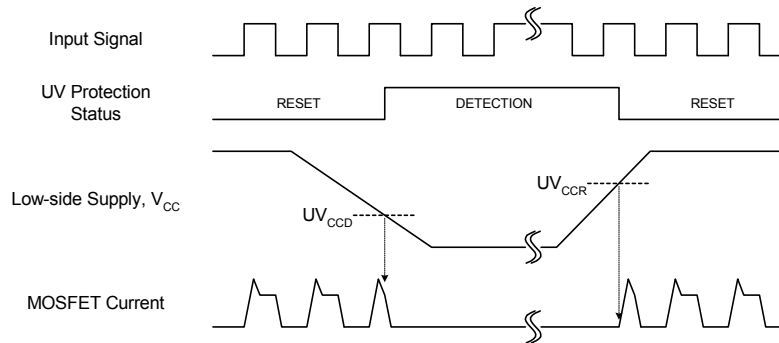 Input Signal
UV Protection
Status
RESET
DETECTION
RESET
Low-side Supply, VCC
UVCCD
UVCCR
MOSFET Current